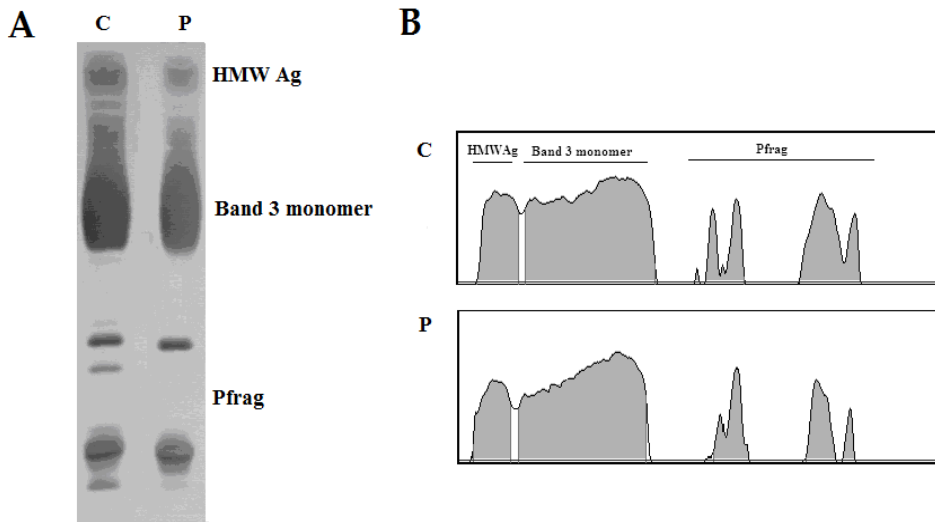 A
C P
HMW Ag
Band 3 monomer
Pfrag
B
C
HMWAg Band 3 monomer Pfrag
P